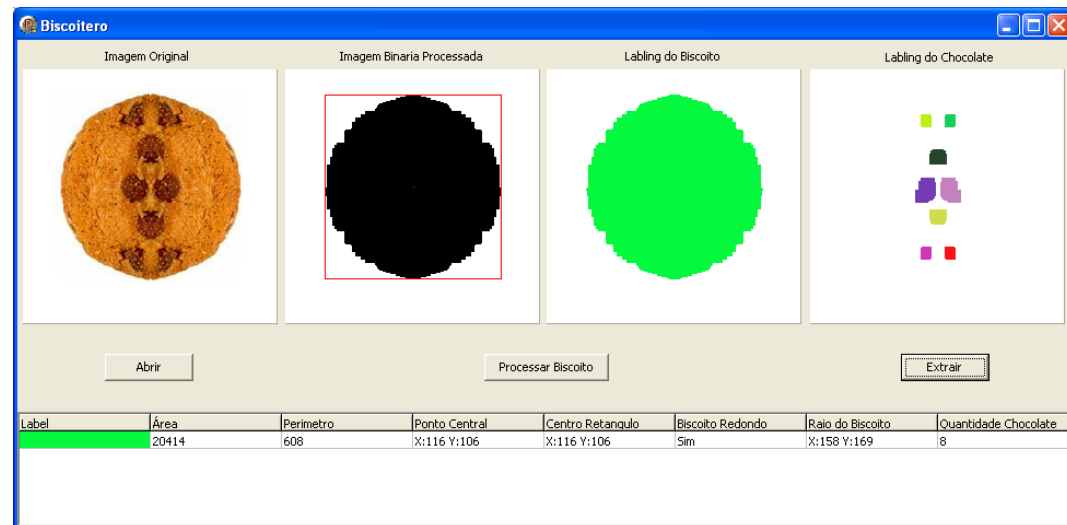 Biscoitero
Imagem Original Imagem Binaria Processada Labling do Biscoito Labling do Chocolate
Abrir Processar Biscoito Extrair
Label Área Perimetro Ponto Central Centro Retangulo Biscoito Redondo Raio do Biscoito Quantidade Chocolate
20414 608 X:116 Y:106 X:116 Y:106 Sim X:158 Y:169 8